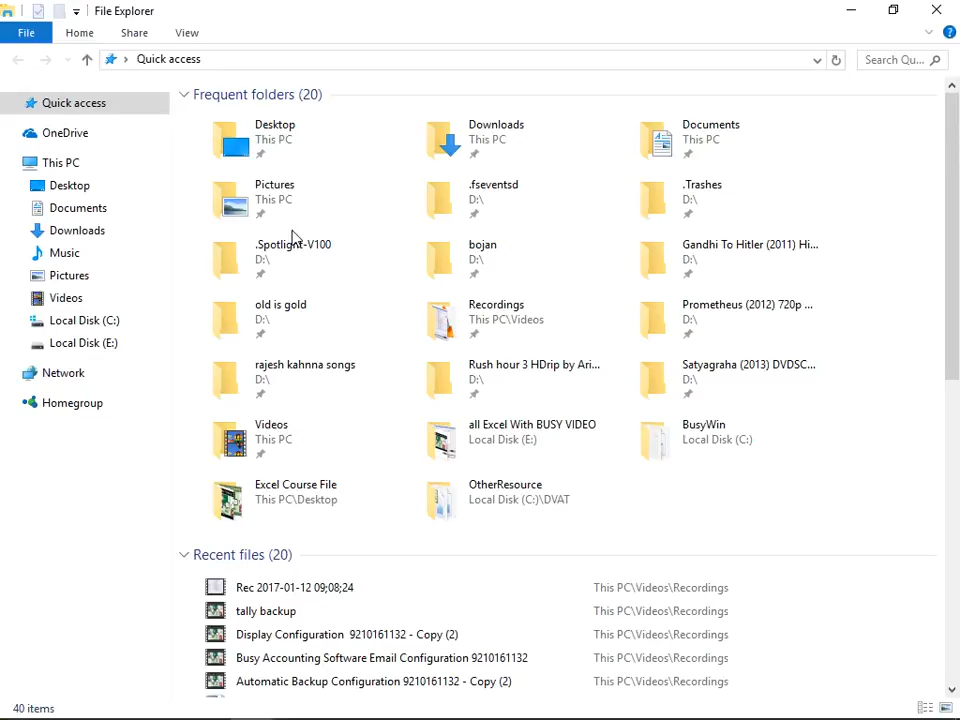 File Explorer
File Home Share View
Quick access Search Qu...
Quick access
OneDrive
This PC
Desktop
Documents
Downloads
Music
Pictures
Videos
Local Disk (C:)
Local Disk (E:)
Network
Homegroup
Frequent folders (20)
Desktop
This PC
Downloads
This PC
Documents
This PC
Pictures
This PC
.fseventsd
D:\
.Trashes
D:\
.Spotlight-V100
D:\
bojan
D:\
Gandhi To Hitler (2011) Hi...
D:\
old is gold
D:\
Recordings
This PC\Videos
Prometheus (2012) 720p ...
D:\
rajesh kahnna songs
D:\
Rush hour 3 HDrip by Ari...
D:\
Satyagraha (2013) DVDSC...
D:\
Videos
This PC
all Excel With BUSY VIDEO
Local Disk (E:)
BusyWin
Local Disk (C:)
Excel Course File
This PC\Desktop
OtherResource
Local Disk (C:)\DVAT
Recent files (20)
Rec 2017-01-12 09;08;24 This PC\Videos\Recordings
tally backup This PC\Videos\Recordings
Display Configuration  9210161132 - Copy (2) This PC\Videos\Recordings
Busy Accounting Software Email Configuration 9210161132 This PC\Videos\Recordings
Automatic Backup Configuration 9210161132 - Copy (2) This PC\Videos\Recordings
40 items